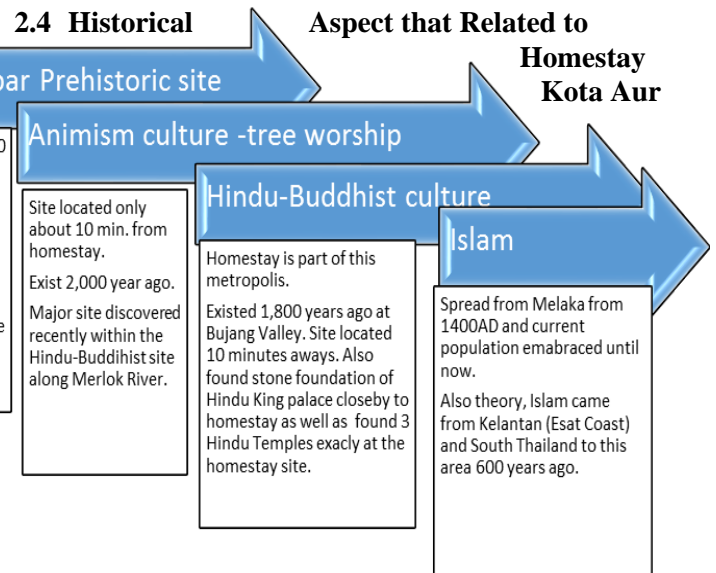 2.4 Historical Aspect that Related to
Homestay
Kota Aur
Prehistoric site
Animism culture -tree worship
Site located only
about 10 min. from
homestay.
Exist 2,000 year ago.
Major site discovered
recently within the
Hindu-Buddihist site
along Merlok River.
Hindu-Buddhist culture
Homestay is part of this
metropolis.
Existed 1,800 years ago at
Bujang Valley. Site located
10 minutes aways. Also
found stone foundation of
Hindu King palace closeby to
homestay as well as found 3
Hindu Temples exacly at the
homestay site.
Islam
Spread from Melaka from
1400AD and current
population emabraced until
now.
Also theory, Islam came
from Kelantan (Esat Coast)
and South Thailand to this
area 600 years ago.